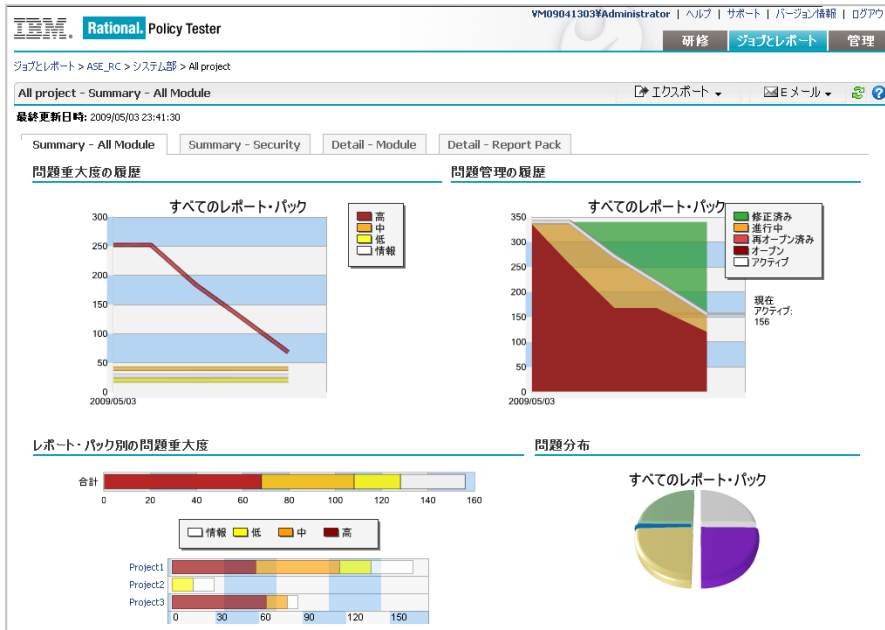 IBM. Rational. Policy Tester
VM09041303¥Administrator | ヘルプ | サポート | バージョン情報 | ログアウ
研修 ジョブとレポート 管理
ジョブとレポート > ASE_RC > システム部 > All project
All project - Summary - All Module エクスポート Eメール
最終更新日時: 2009/05/03 23:41:30
Summary - All Module Summary - Security Detail - Module Detail - Report Pack
問題重大度の履歴
すべてのレポート・パック
高
中
低
情報
300
250
200
150
100
50
0
2009/05/03
問題管理の履歴
すべてのレポート・パック
修正済み
進行中
再オープン済み
オープン
アクティブ
350
300
250
200
150
100
50
0
2009/05/03
現在
アクティブ:
156
レポート・パック別の問題重大度
合計
0 20 40 60 80 100 120 140 160
情報 低 中 高
Project1
Project2
Project3
0 30 60 90 120 150
問題分布
すべてのレポート・パック